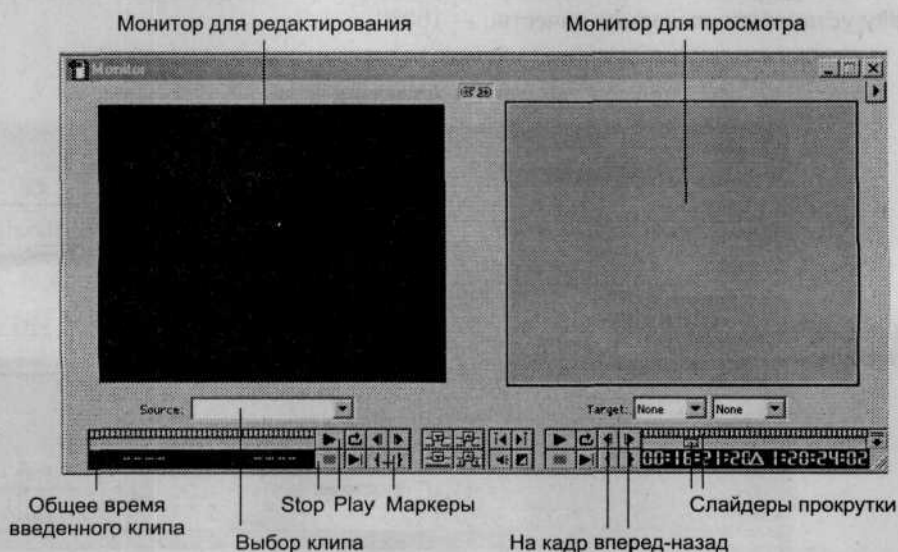 Монитор для редактирования Монитор для просмотра
Monitor
Source:
Target: None None
00:16:21:20 Δ 1:20:24:02
Общее время
введенного клипа
Stop Play Маркеры
Слайдеры прокрутки
Выбор клипа
На кадр вперед-назад